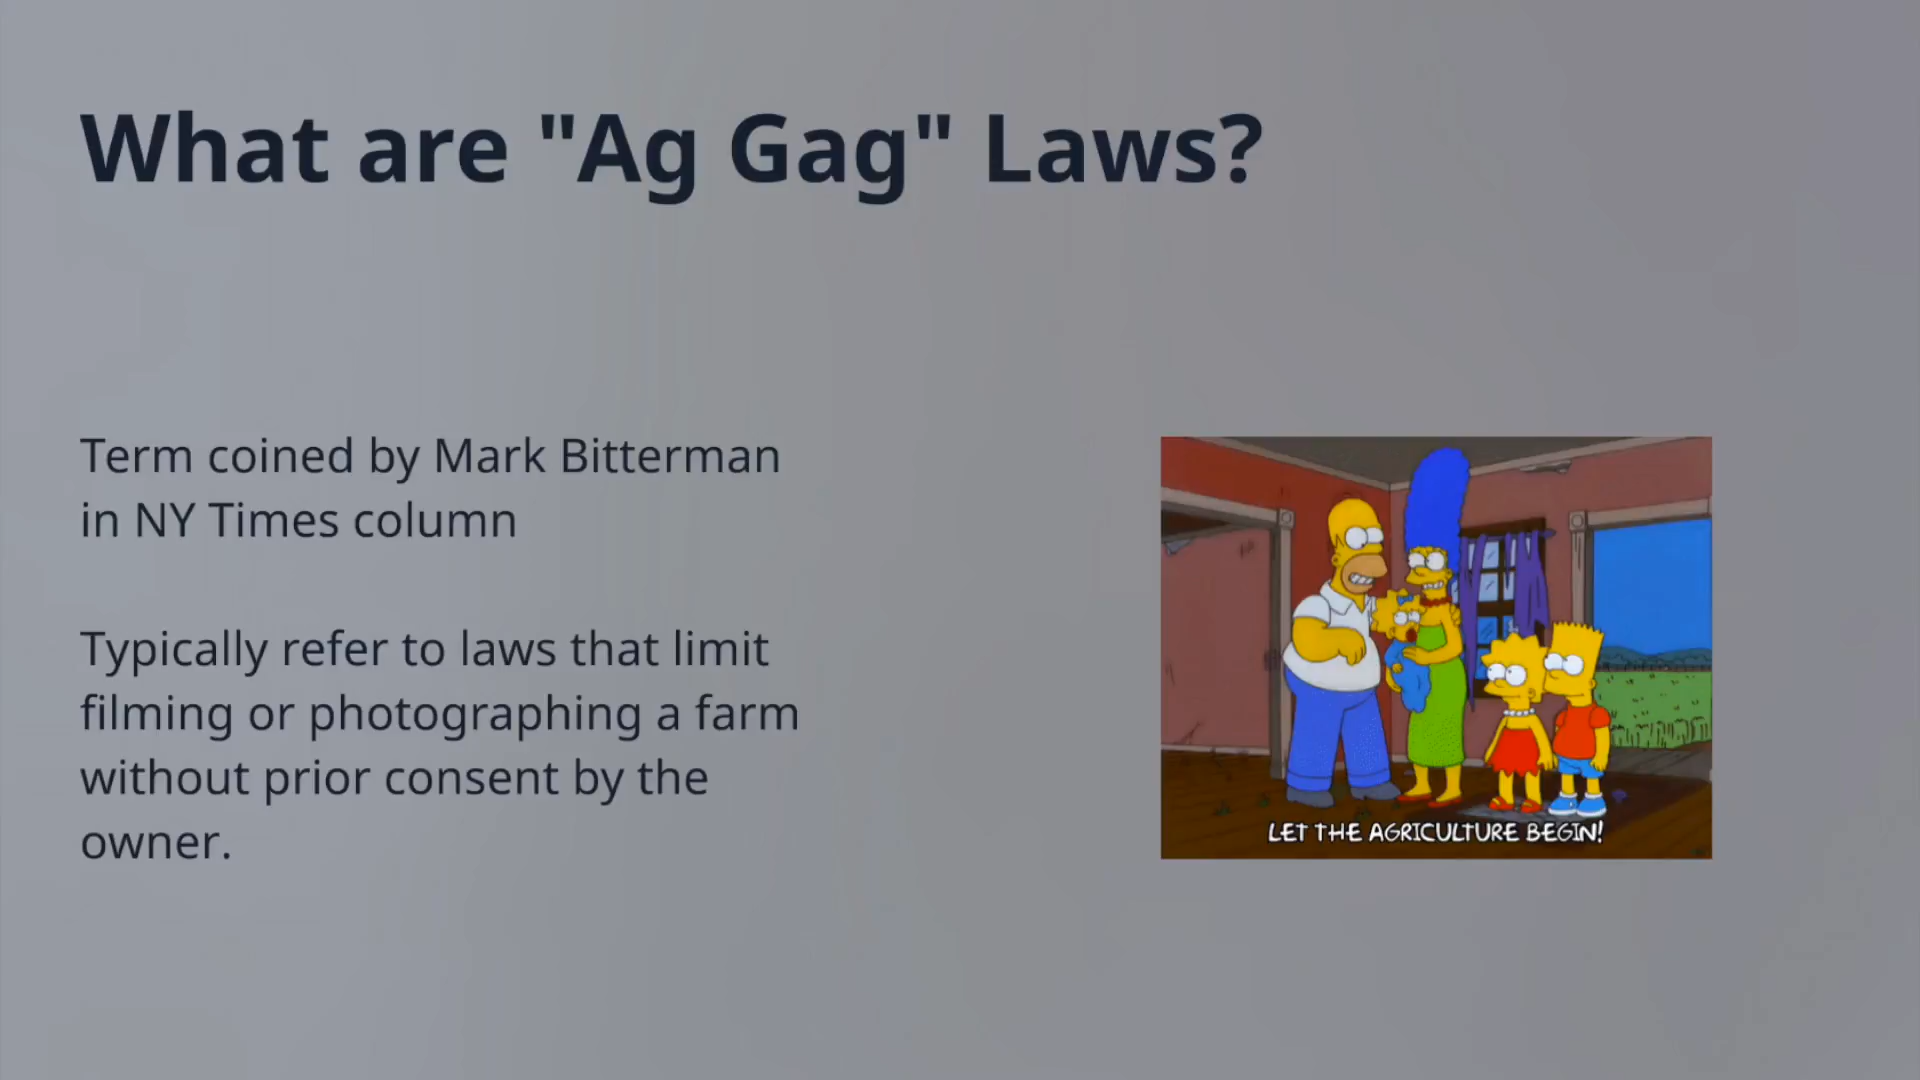 What are "Ag Gag" Laws?
Term coined by Mark Bitterman
in NY Times column
Typically refer to laws that limit
filming or photographing a farm
without prior consent by the
owner.
LET THE AGRICULTURE BEGIN!